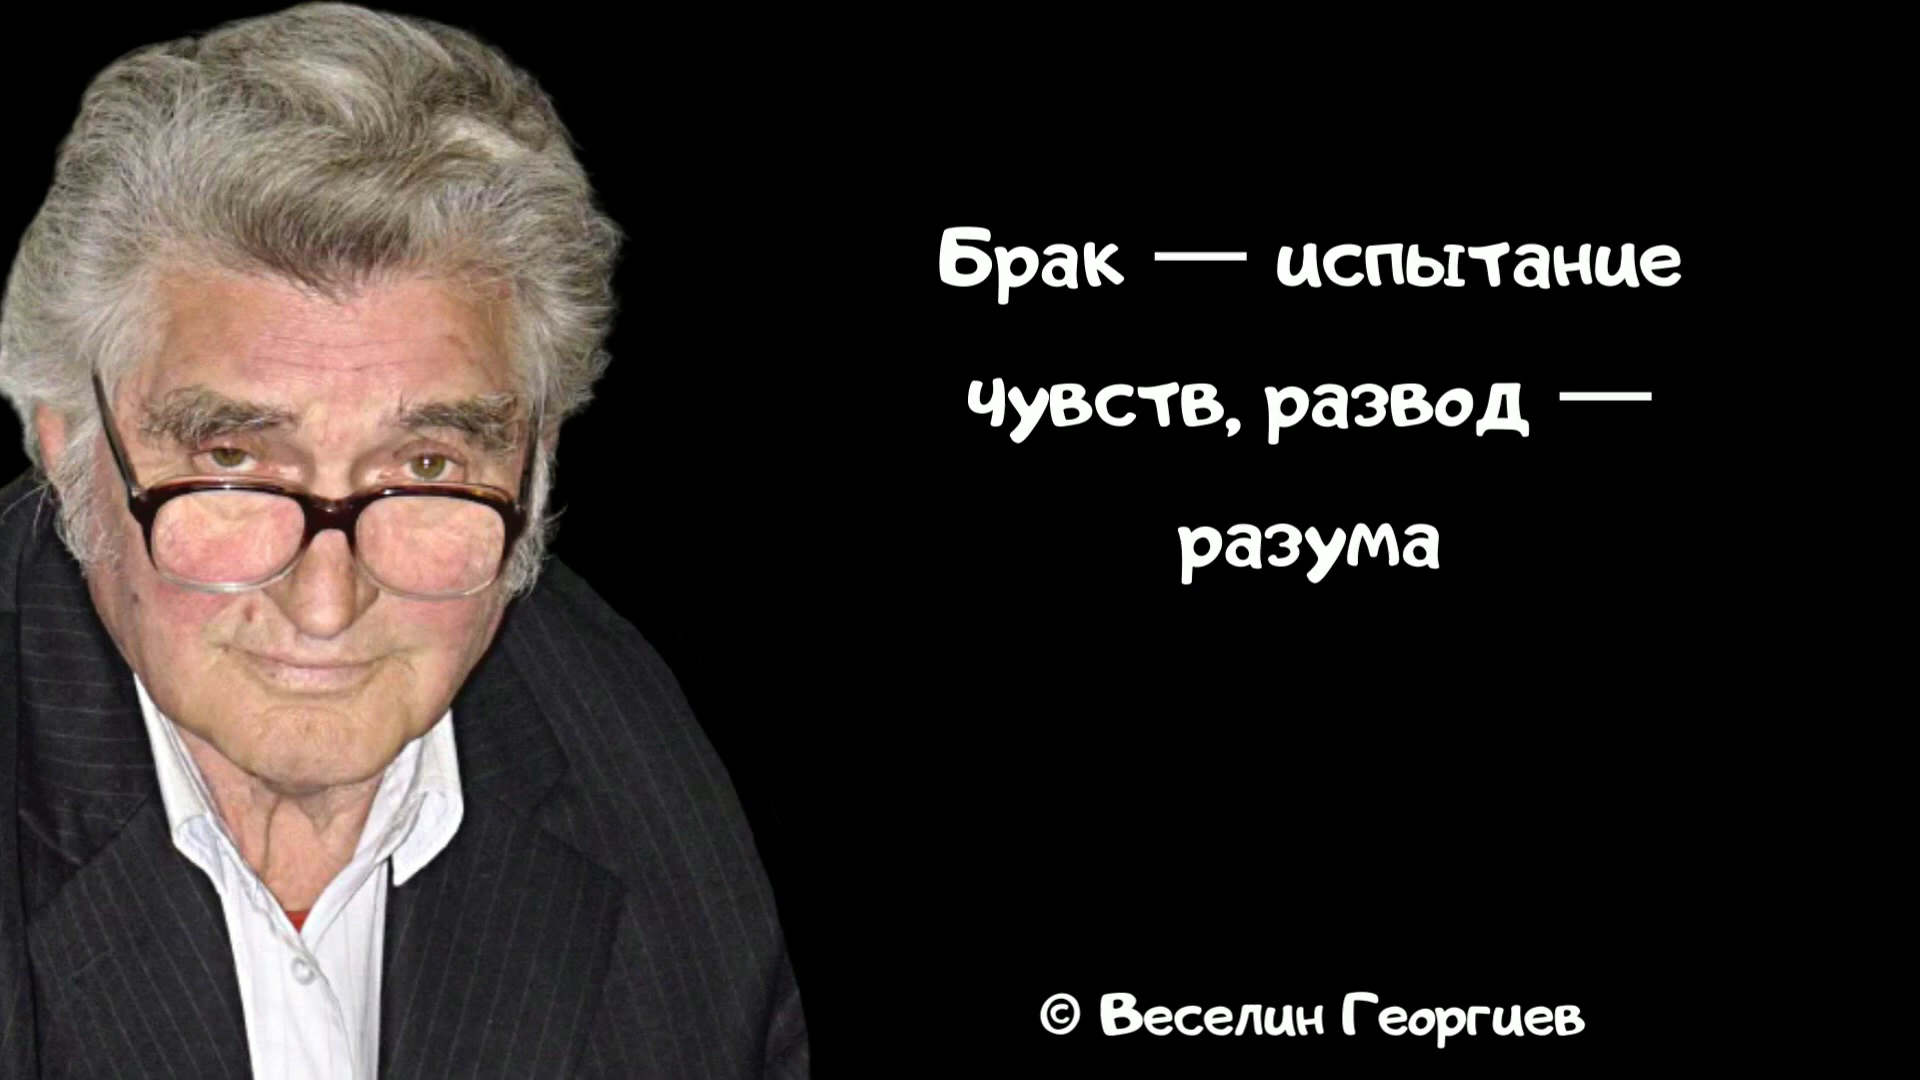 Брак — испытание
чувств, развод —
разума
© Веселин Георгиев